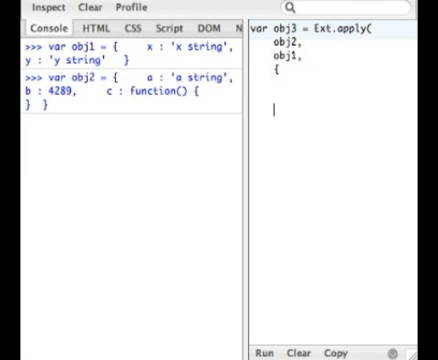 Inspect Clear Profile
Console HTML CSS Script DOM N
>>> var obj1 = { x : 'x string',
y : 'y string' }
>>> var obj2 = { a : 'a string',
b : 4289, c : function() {
} }
var obj3 = Ext.apply(
obj2,
obj1,
{
Run Clear Copy